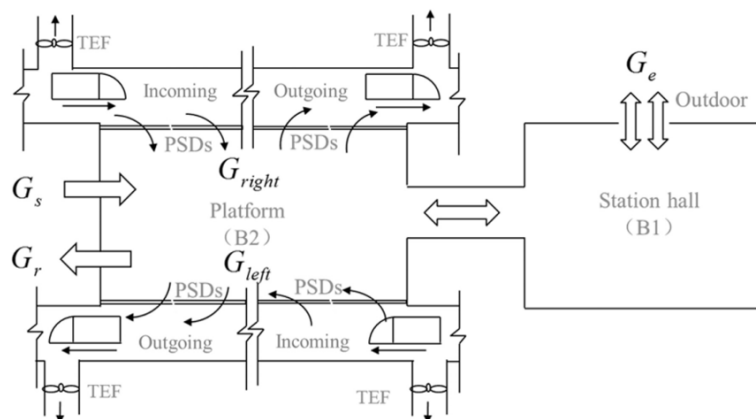 TEF
TEF
Incoming
Outgoing
G_e
Outdoor
PSDs
PSDs
G_right
G_s
Platform
（B2）
Station hall
（B1）
G_r
G_left
PSDs
PSDs
Outgoing
Incoming
TEF
TEF